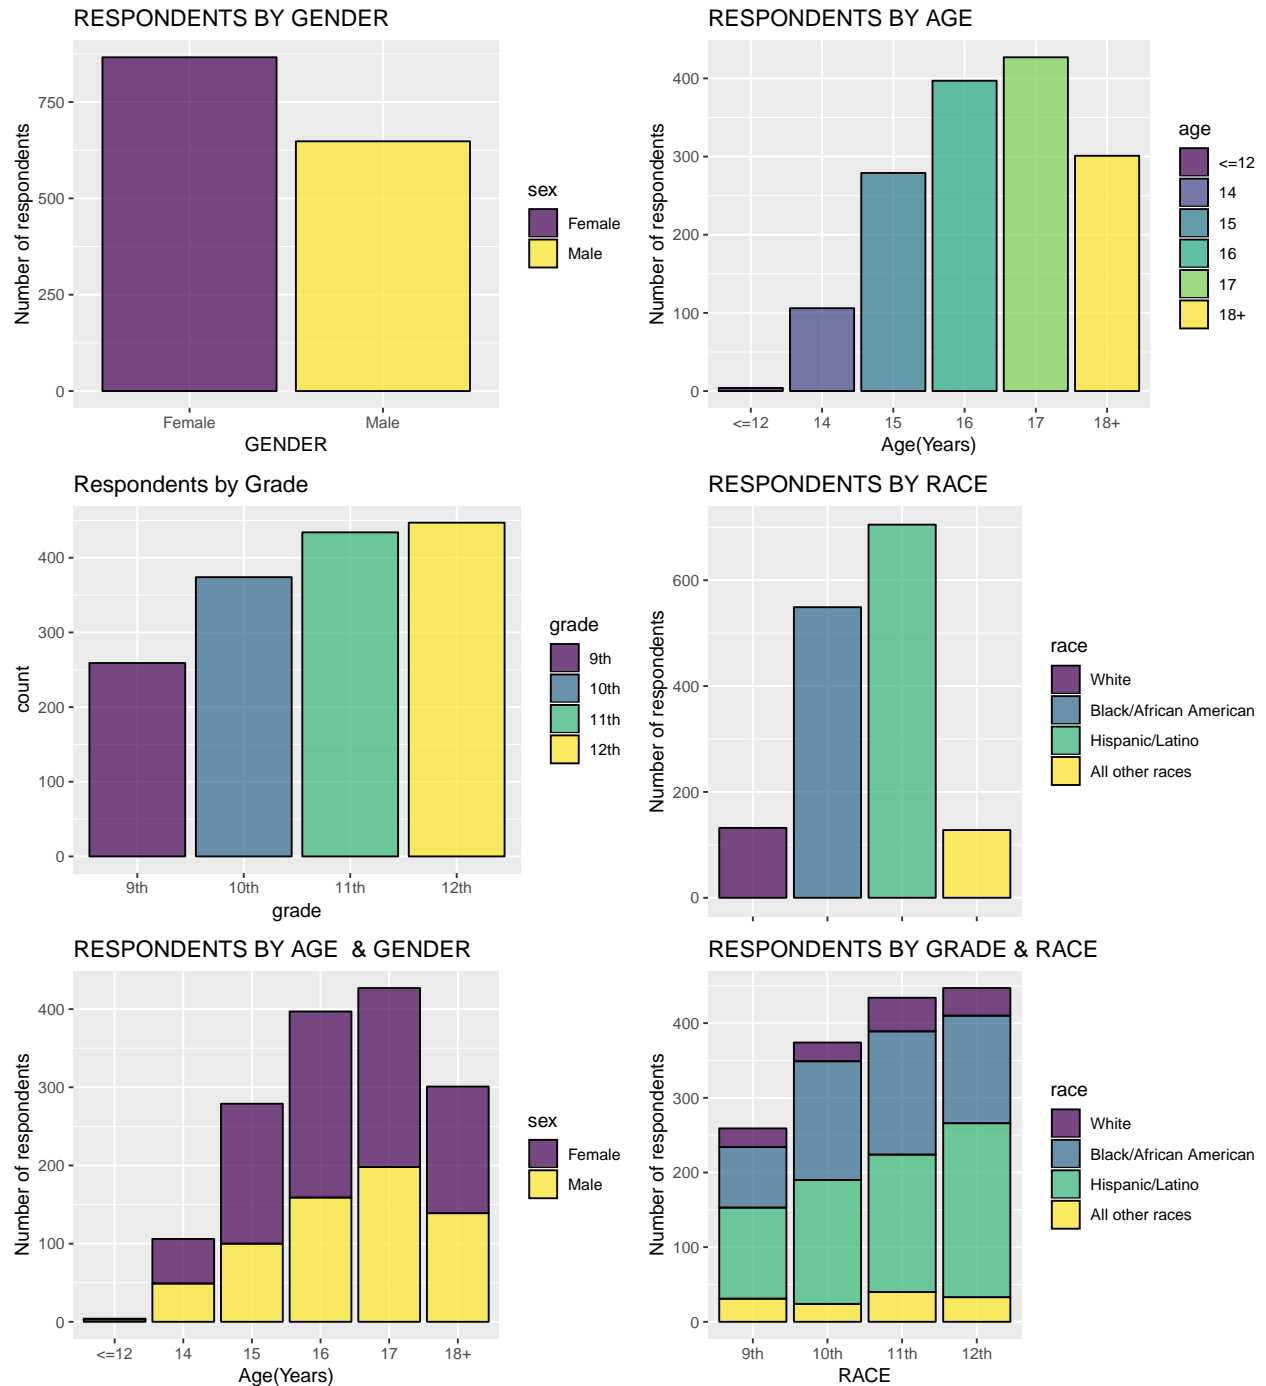 RESPONDENTS BY GENDER
Number of respondents
750
500
250
0
Female
Male
GENDER
sex
Female
Male
RESPONDENTS BY AGE
Number of respondents
400
300
200
100
0
<=12
14
15
16
17
18+
Age(Years)
age
<=12
14
15
16
17
18+
Respondents by Grade
count
400
300
200
100
0
9th
10th
11th
12th
grade
grade
9th
10th
11th
12th
RESPONDENTS BY RACE
Number of respondents
600
400
200
0
race
White
Black/African American
Hispanic/Latino
All other races
RESPONDENTS BY AGE  & GENDER
Number of respondents
400
300
200
100
0
<=12
14
15
16
17
18+
Age(Years)
sex
Female
Male
RESPONDENTS BY GRADE & RACE
Number of respondents
400
300
200
100
0
9th
10th
11th
12th
RACE
race
White
Black/African American
Hispanic/Latino
All other races